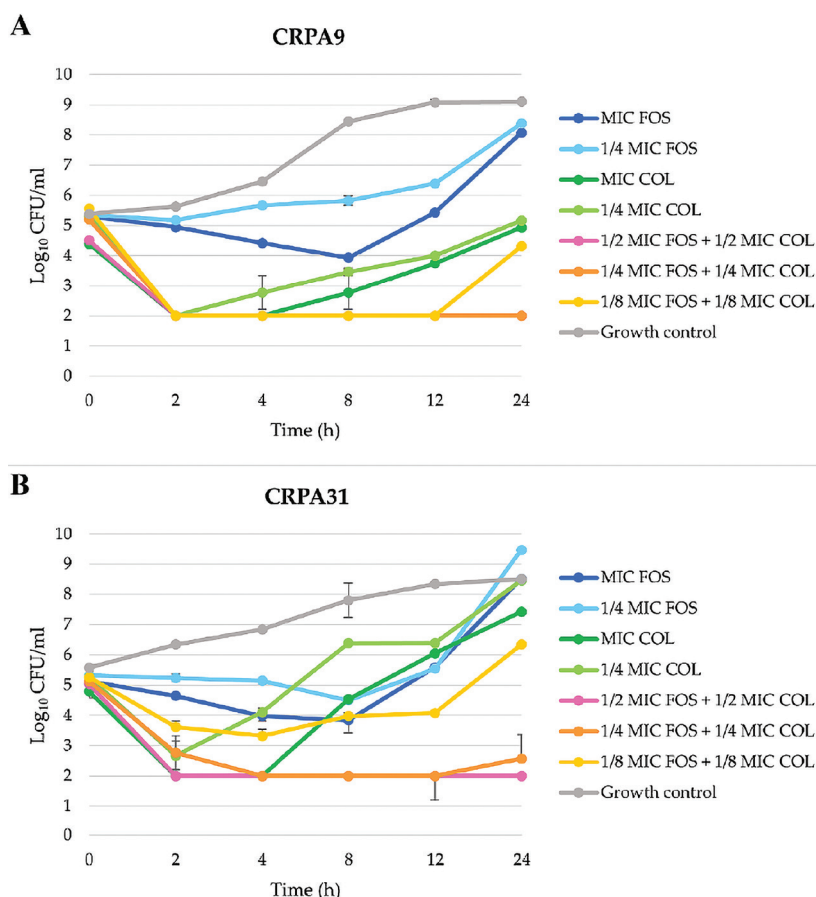 A
CRPA9
10
9
8
7
6
5
4
3
2
1
0
Log10 CFU/ml
0 2 4 8 12 24
Time (h)
MIC FOS
1/4 MIC FOS
MIC COL
1/4 MIC COL
1/2 MIC FOS + 1/2 MIC COL
1/4 MIC FOS + 1/4 MIC COL
1/8 MIC FOS + 1/8 MIC COL
Growth control
B
CRPA31
10
9
8
7
6
5
4
3
2
1
0
Log10 CFU/ml
0 2 4 8 12 24
Time (h)
MIC FOS
1/4 MIC FOS
MIC COL
1/4 MIC COL
1/2 MIC FOS + 1/2 MIC COL
1/4 MIC FOS + 1/4 MIC COL
1/8 MIC FOS + 1/8 MIC COL
Growth control